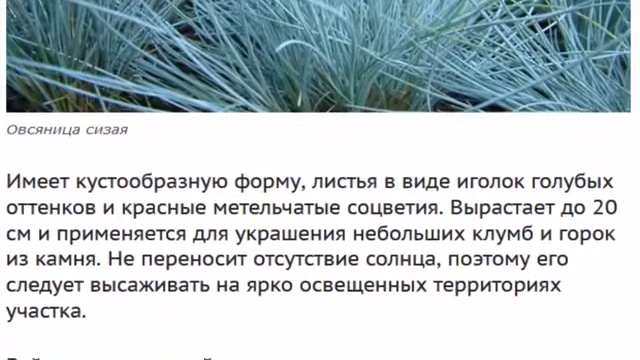 Овсяница сизая
Имеет кустообразную форму, листья в виде иголок голубых
оттенков и красные метельчатые соцветия. Вырастает до 20
см и применяется для украшения небольших клумб и горок
из камня. Не переносит отсутствие солнца, поэтому его
следует высаживать на ярко освещенных территориях
участка.